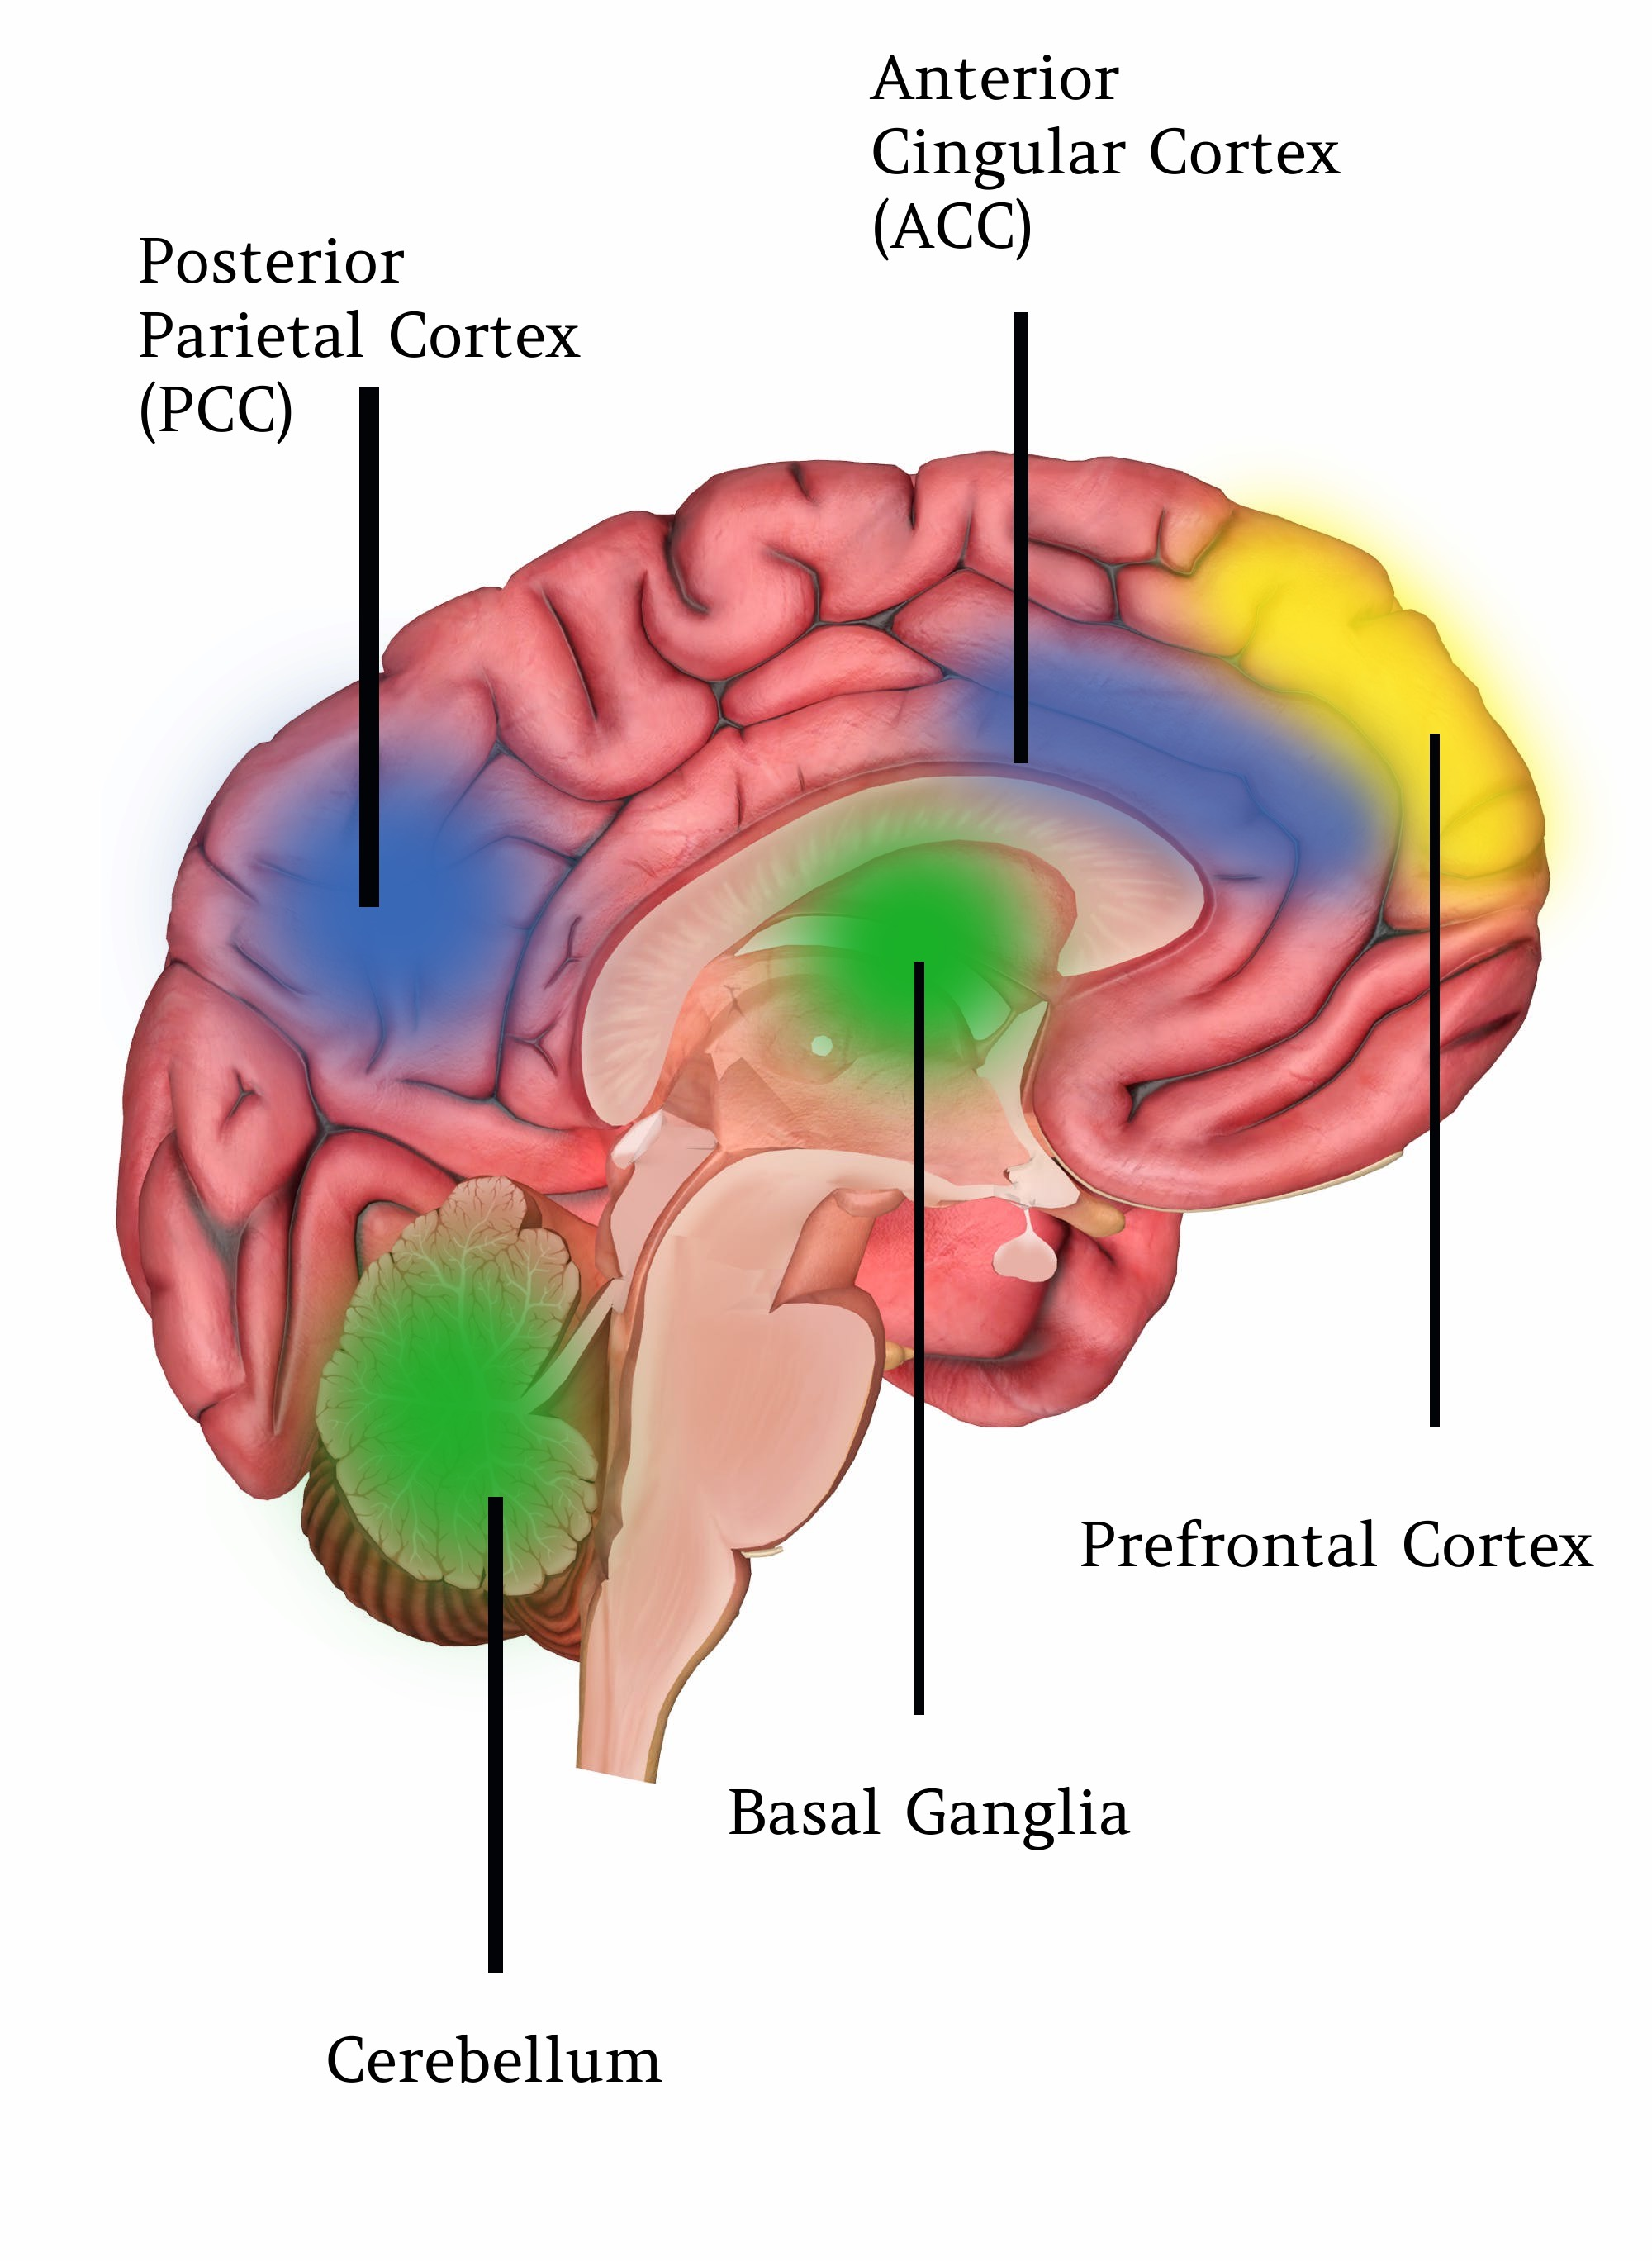 Anterior
Cingular Cortex
(ACC)
Posterior
Parietal Cortex
(PCC)
Prefrontal Cortex
Basal Ganglia
Cerebellum